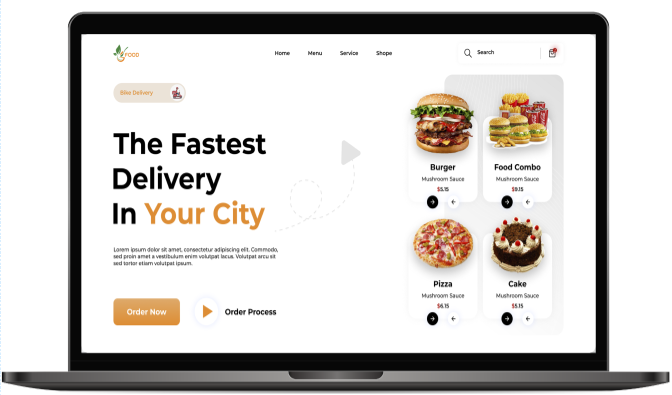 FOOD
Home
Menu
Service
Shope
Search
Bike Delivery
The Fastest
Delivery
In Your City
Lorem ipsum dolor sit amet, consectetur adipiscing elit. Commodo,
sed proin amet a vestibulum enim volutpat lacus. Volutpat arcu sit
sed tortor etiam volutpat ipsum.
Order Now
Order Process
Burger
Mushroom Sauce
$5.15
Food Combo
Mushroom Sauce
$9.15
Pizza
Mushroom Sauce
$6.15
Cake
Mushroom Sauce
$5.15